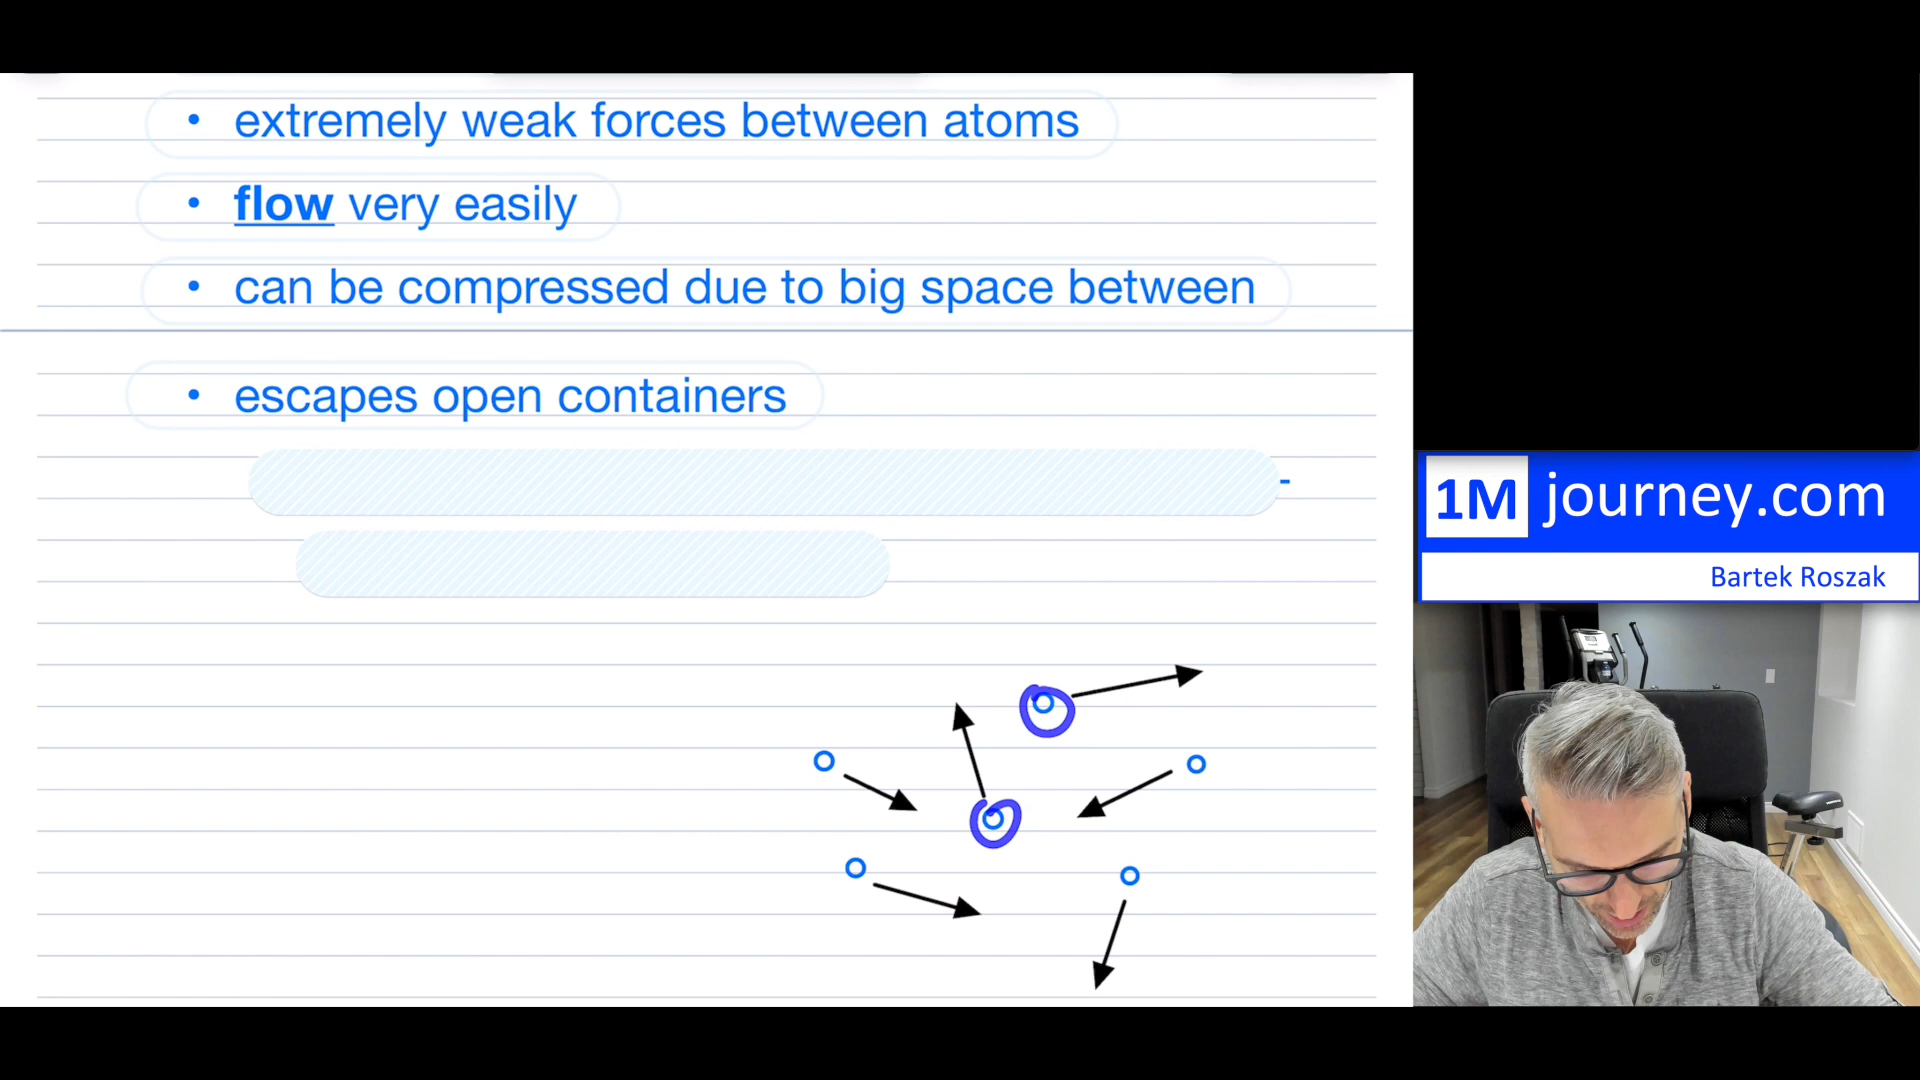 • extremely weak forces between atoms
• flow very easily
• can be compressed due to big space between
• escapes open containers
-
1M journey.com
Bartek Roszak